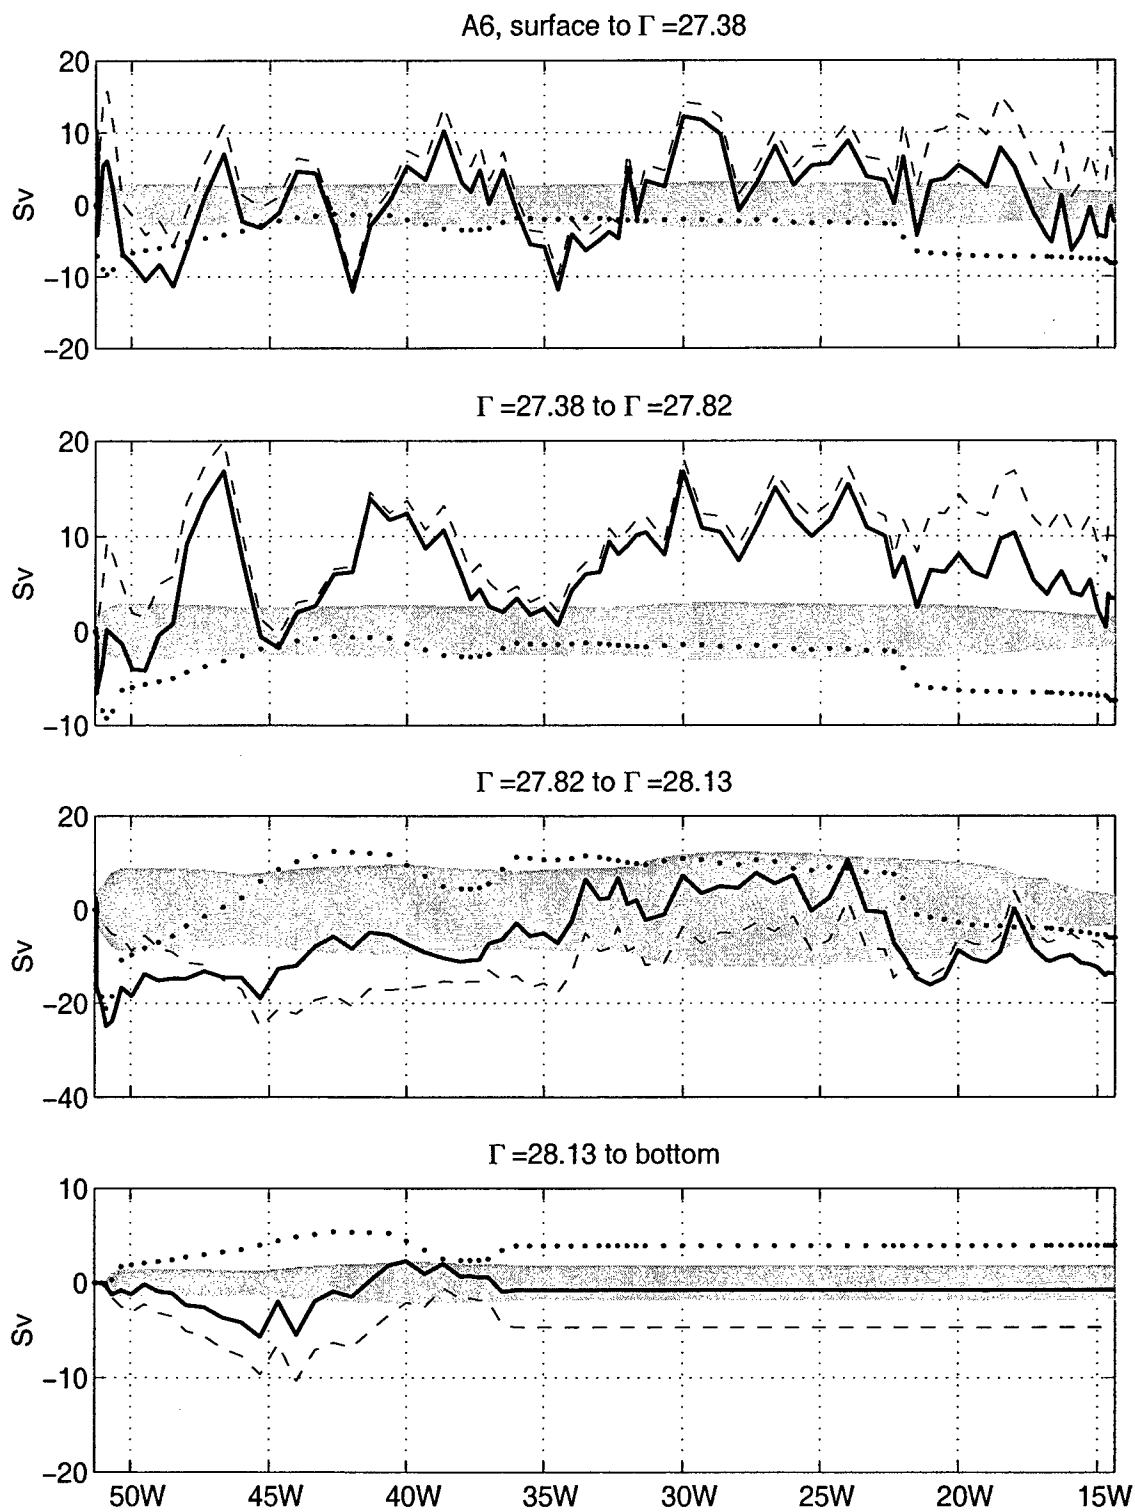 A6, surface to Γ =27.38
20
10
0
−10
−20
Sv
Γ =27.38 to Γ =27.82
20
10
0
−10
Sv
Γ =27.82 to Γ =28.13
20
0
−20
−40
Sv
Γ =28.13 to bottom
10
0
−10
−20
Sv
50W 45W 40W 35W 30W 25W 20W 15W